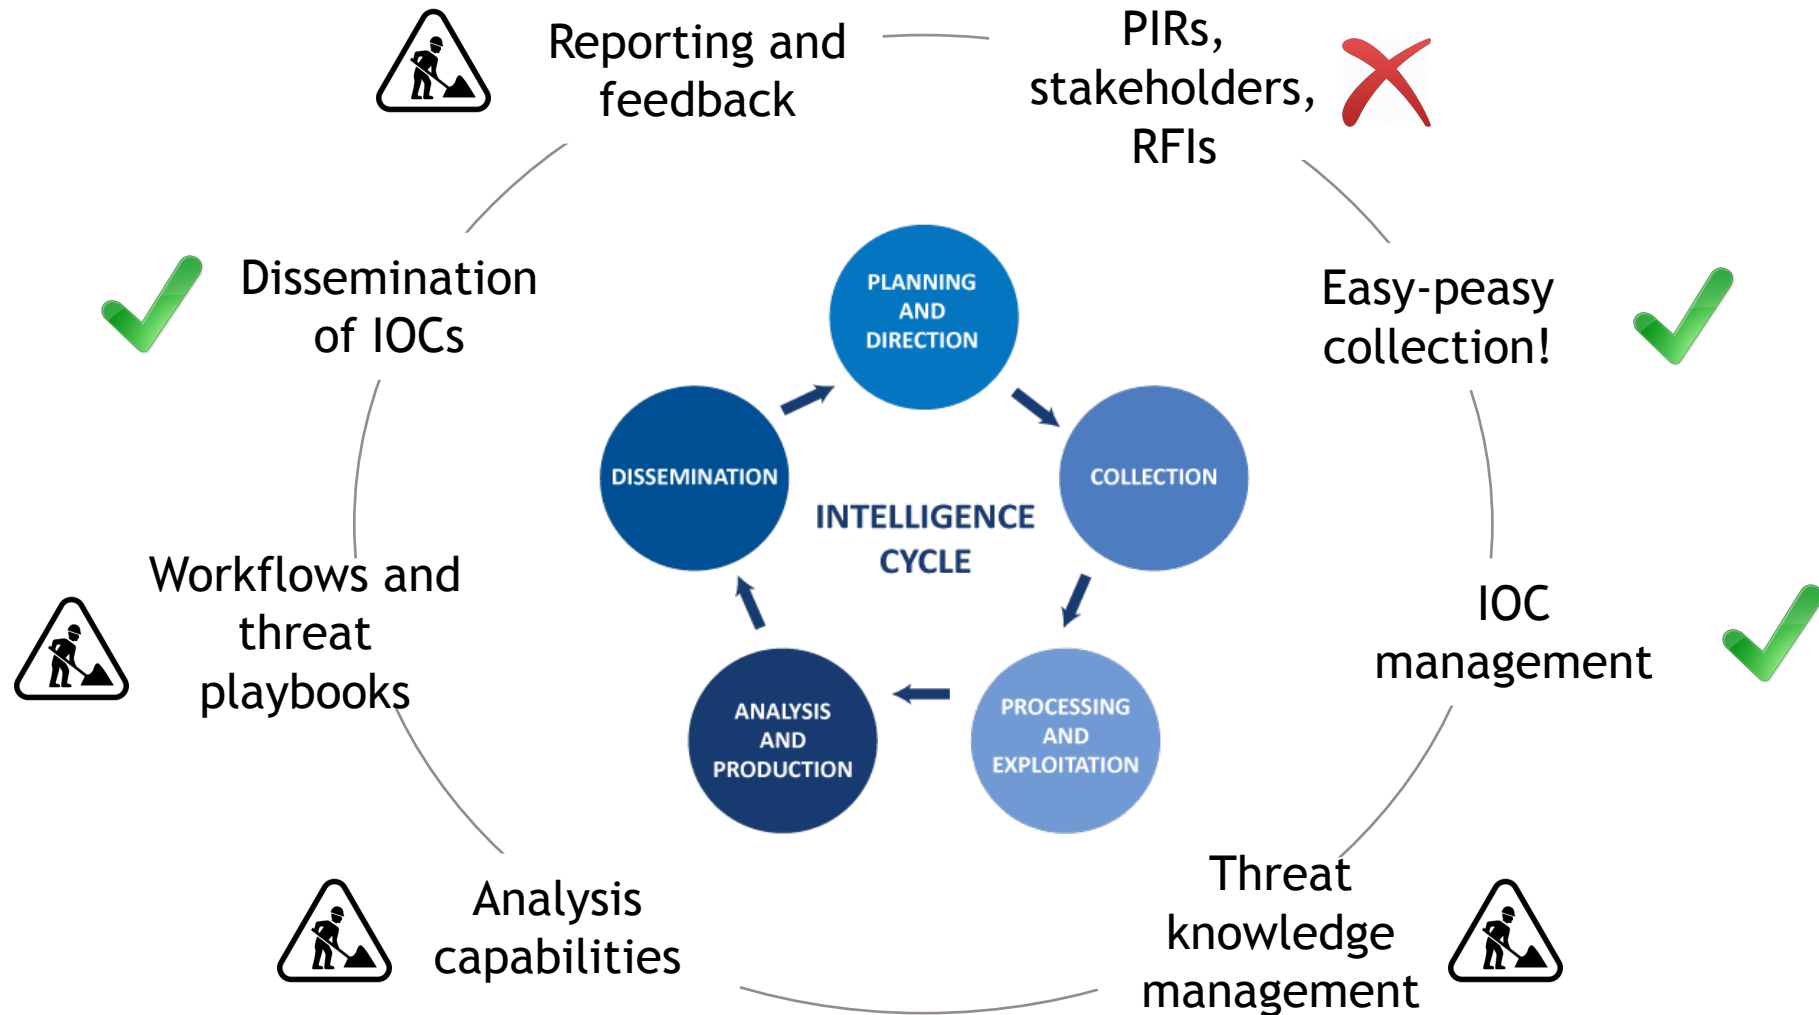 Reporting and
feedback
PIRs,
stakeholders,
RFIs
Dissemination
of IOCs
Easy-peasy
collection!
PLANNING
AND
DIRECTION
DISSEMINATION
COLLECTION
INTELLIGENCE
CYCLE
Workflows and
threat
playbooks
IOC
management
ANALYSIS
AND
PRODUCTION
PROCESSING
AND
EXPLOITATION
Analysis
capabilities
Threat
knowledge
management